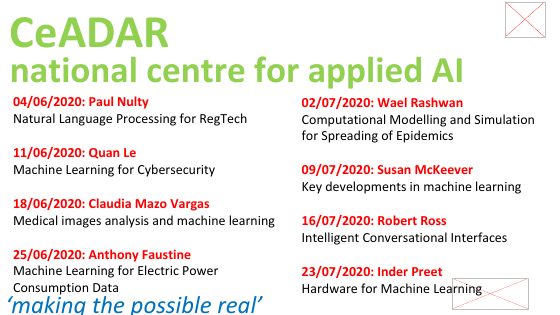 CeADAR
national centre for applied AI
04/06/2020: Paul Nulty
Natural Language Processing for RegTech
11/06/2020: Quan Le
Machine Learning for Cybersecurity
18/06/2020: Claudia Mazo Vargas
Medical images analysis and machine learning
25/06/2020: Anthony Faustine
Machine Learning for Electric Power
Consumption Data
02/07/2020: Wael Rashwan
Computational Modelling and Simulation
for Spreading of Epidemics
09/07/2020: Susan McKeever
Key developments in machine learning
16/07/2020: Robert Ross
Intelligent Conversational Interfaces
23/07/2020: Inder Preet
Hardware for Machine Learning
‘making the possible real’